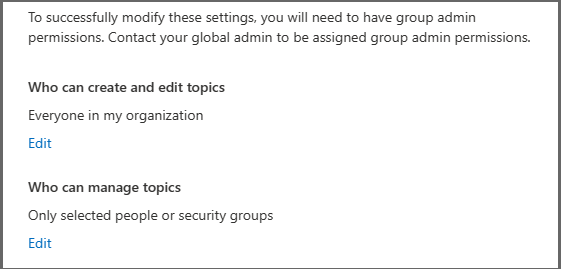 To successfully modify these settings, you will need to have group admin
permissions. Contact your global admin to be assigned group admin permissions.
Who can create and edit topics
Everyone in my organization
Edit
Who can manage topics
Only selected people or security groups
Edit